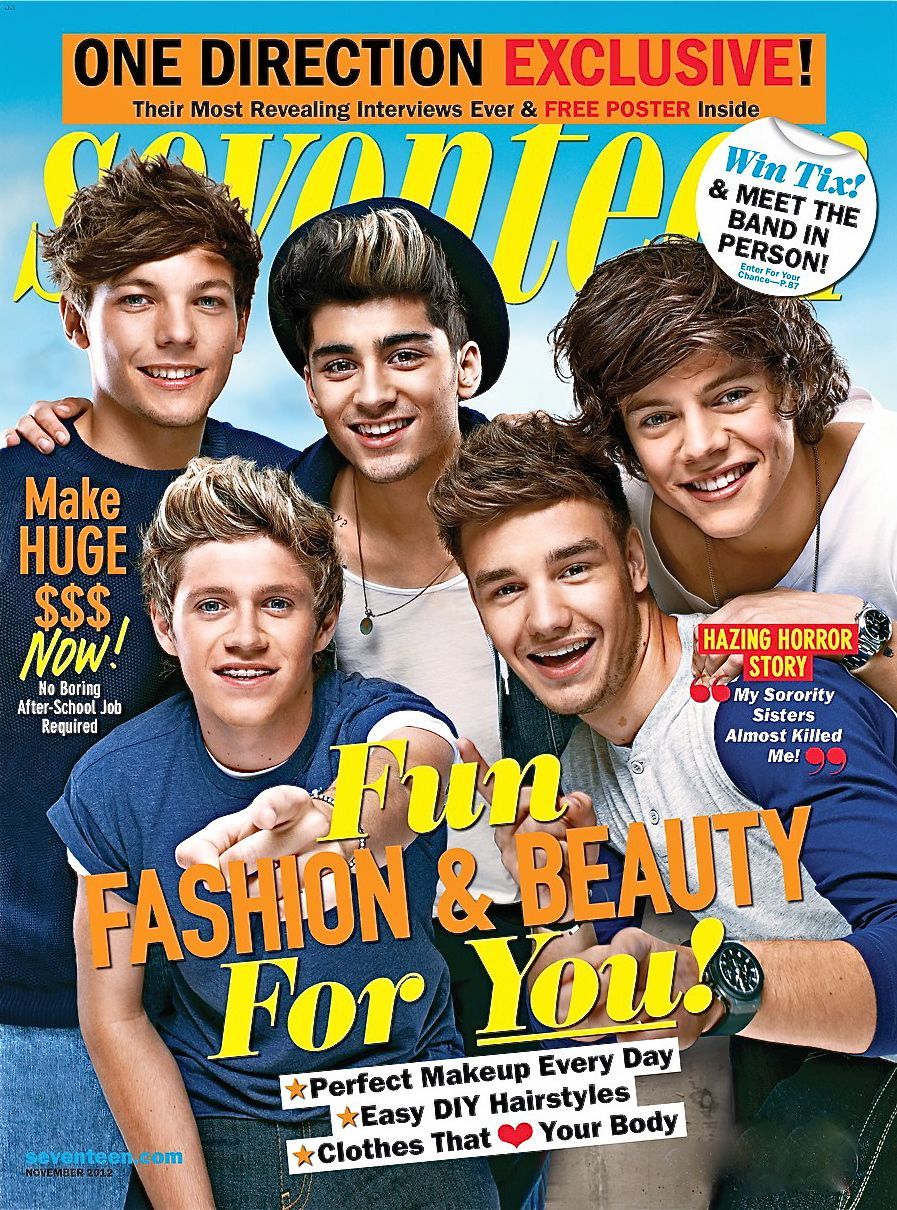 ONE DIRECTION EXCLUSIVE!
Their Most Revealing Interviews Ever & FREE POSTER Inside
seventeen
Win Tix!
& MEET THE
BAND IN
PERSON!
Enter For Your
Chance—P.87
Make
HUGE
$$$
Now!
No Boring
After-School Job
Required
HAZING HORROR
STORY
“My Sorority
Sisters
Almost Killed
Me!”
Fun
FASHION & BEAUTY
For You!
Perfect Makeup Every Day
Easy DIY Hairstyles
Clothes That ❤ Your Body
seventeen.com
NOVEMBER 2012